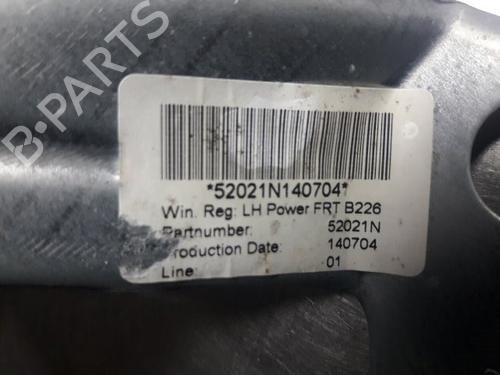 *52021N140704*
Win. Reg: LH Power FRT B226
Partnumber: 52021N
Production Date: 140704
Line: 01
B-PARTS